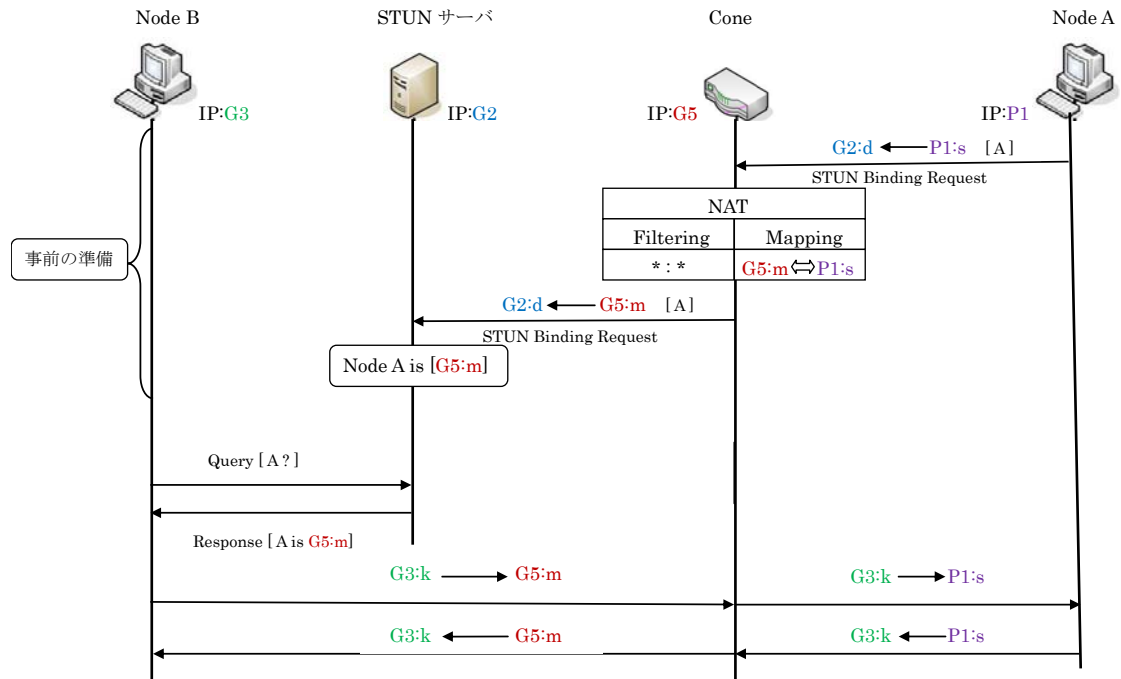 Node B
STUN サーバ
Cone
Node A
IP:G3
IP:G2
IP:G5
IP:P1
G2:d P1:s [A]
STUN Binding Request
NAT
Filtering Mapping
* : * G5:m⇔P1:s
事前の準備
G2:d G5:m [A]
STUN Binding Request
Node A is [G5:m]
Query [A?]
Response [A is G5:m]
G3:k G5:m
G3:k P1:s
G3:k G5:m
G3:k P1:s